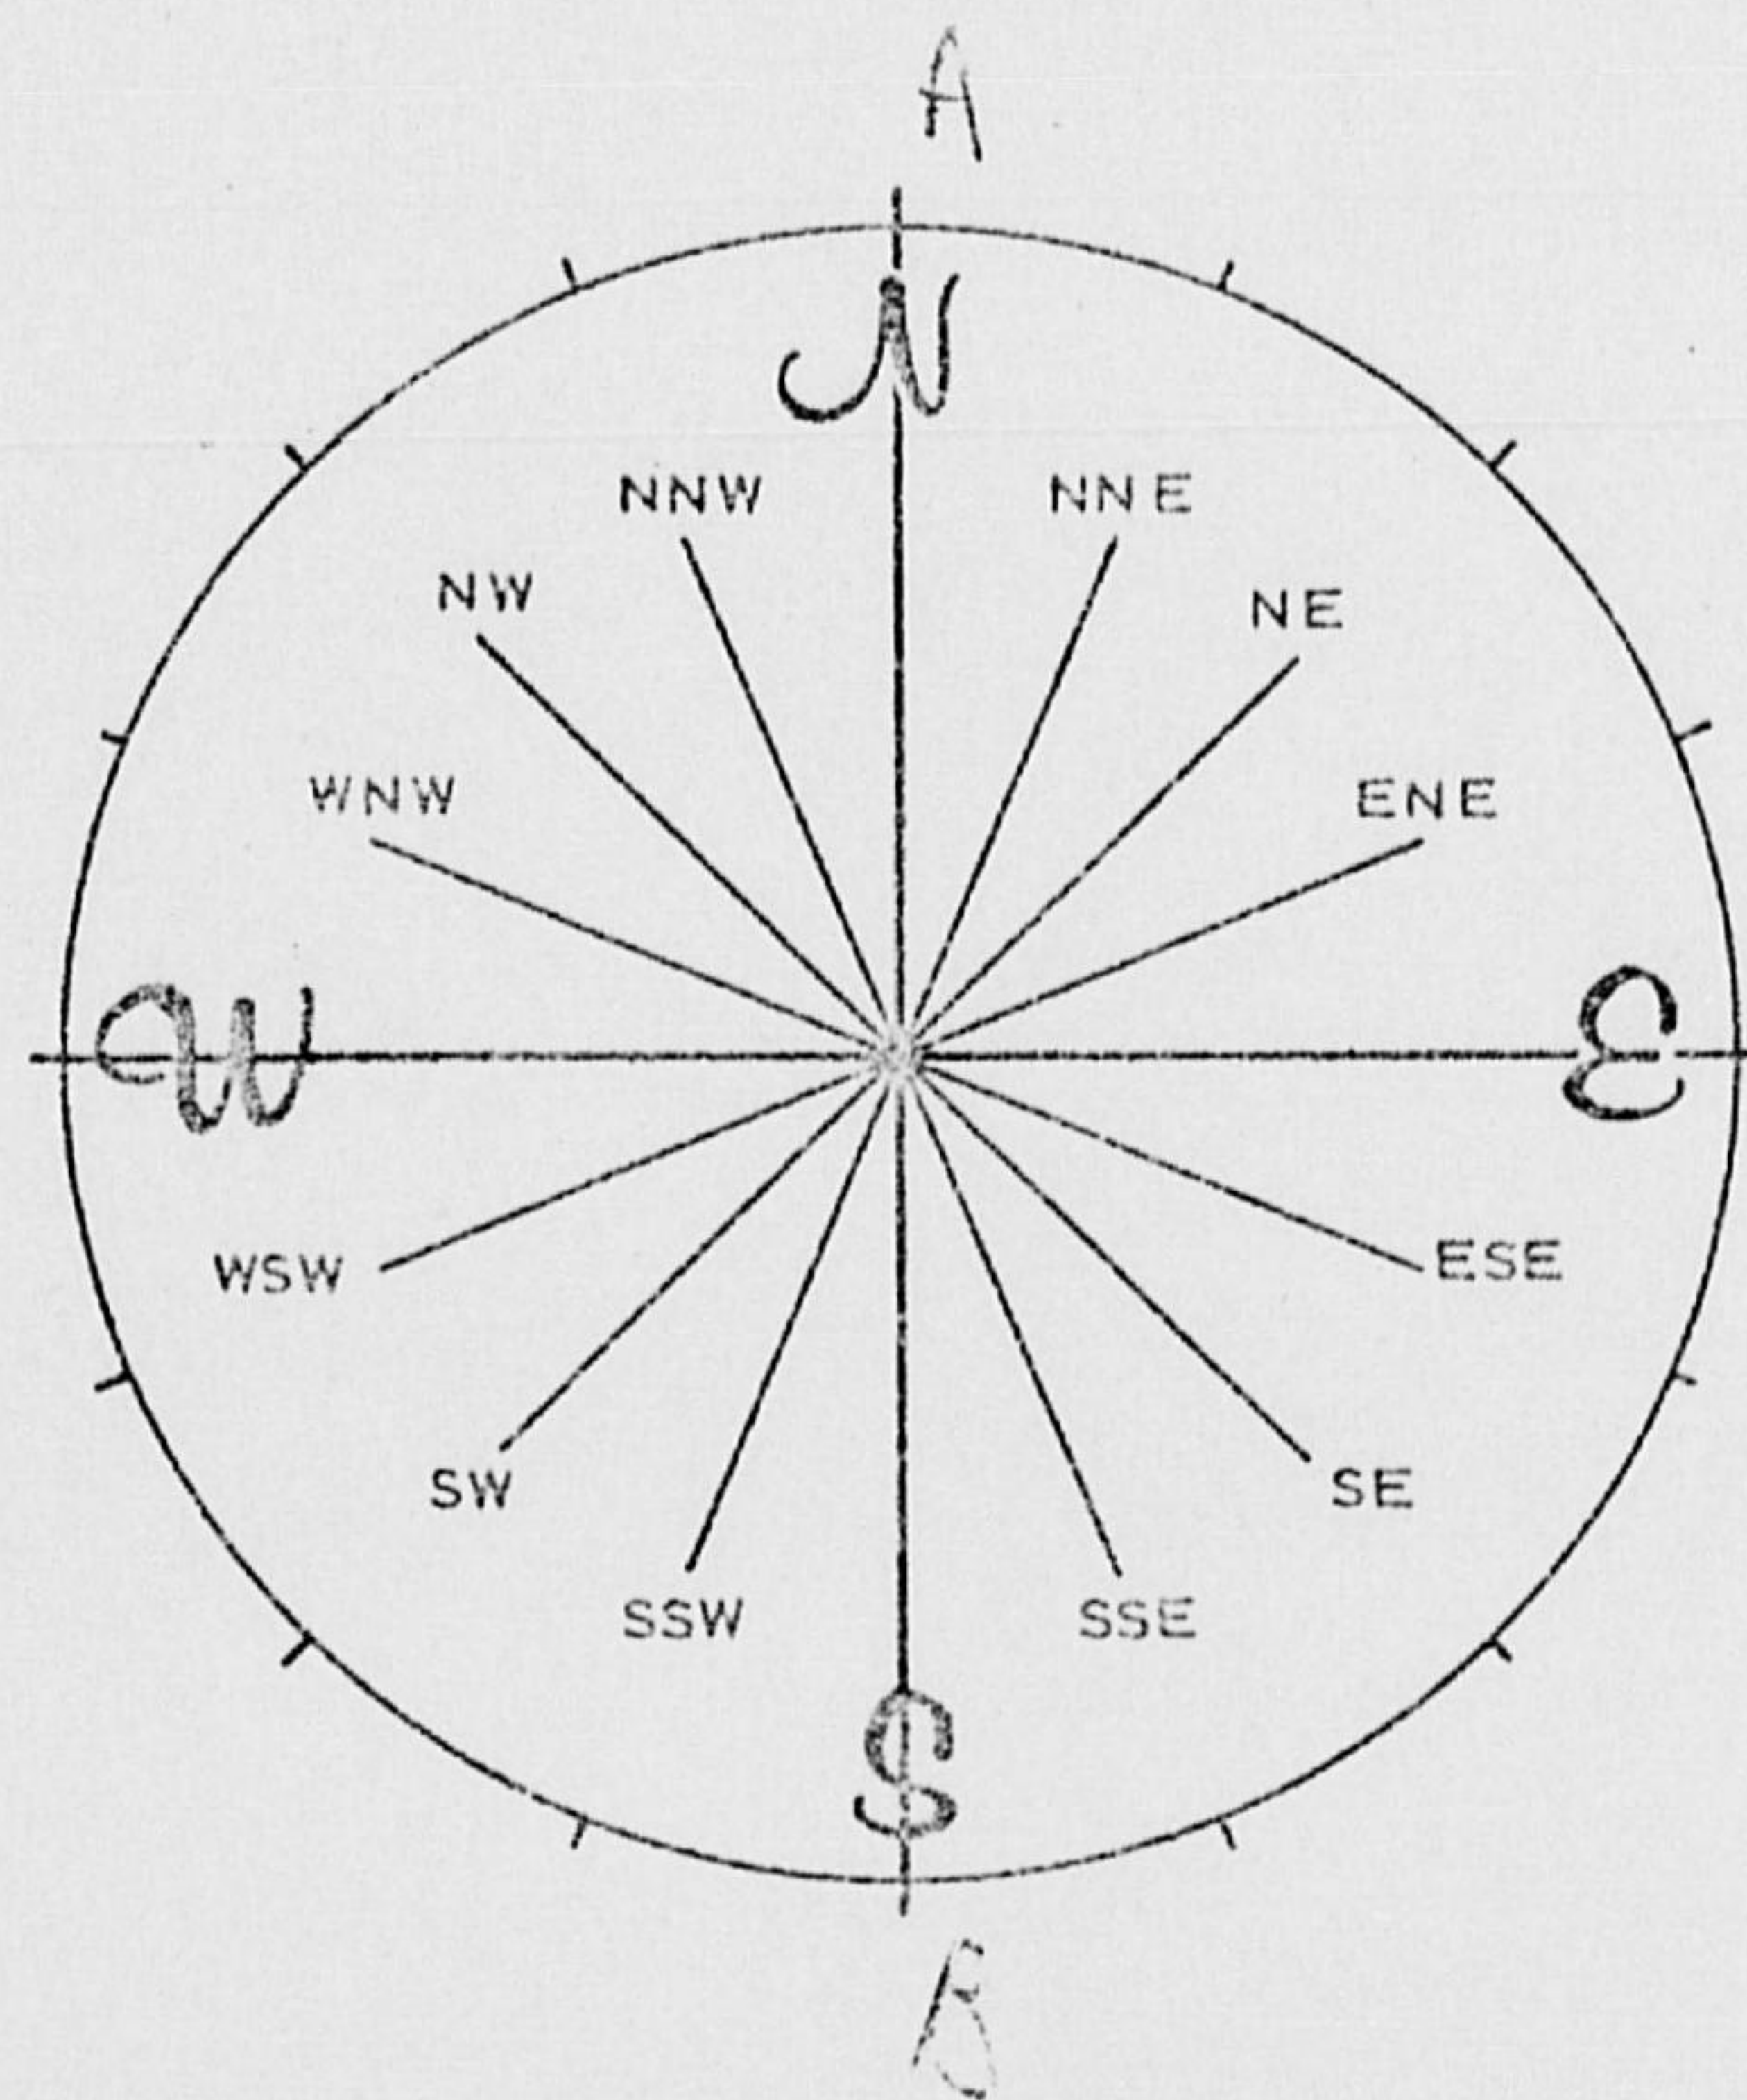 A
N
NNW NNE
NW NE
WNW ENE
W E
WSW ESE
SW SE
SSW SSE
S
B